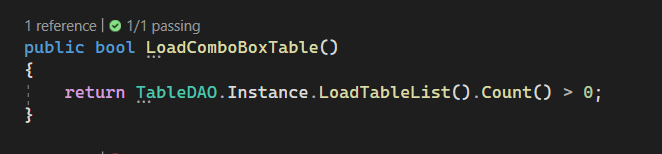 1 reference | 1/1 passing
public bool LoadComboBoxTable()
{
    return TableDAO.Instance.LoadTableList().Count() > 0;
}